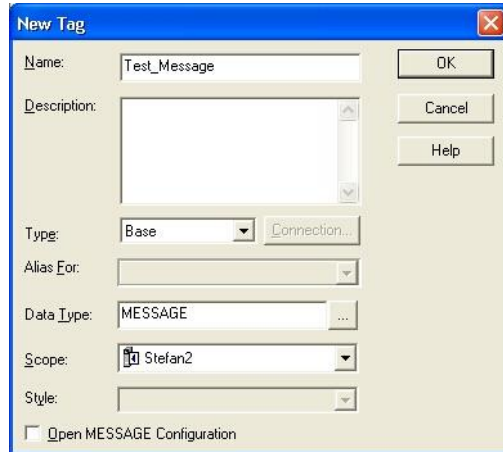 New Tag
Name: Test_Message OK
Description: Cancel
Help
Type: Base Connection...
Alias For:
Data Type: MESSAGE ...
Scope: Stefan2
Style:
Open MESSAGE Configuration